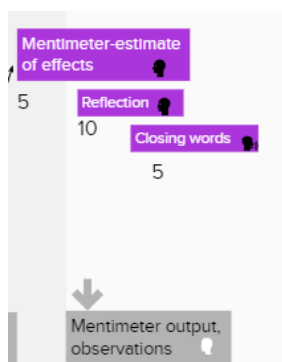 Mentimeter-estimate
of effects
5
Reflection
10
Closing words
5
Mentimeter output,
observations